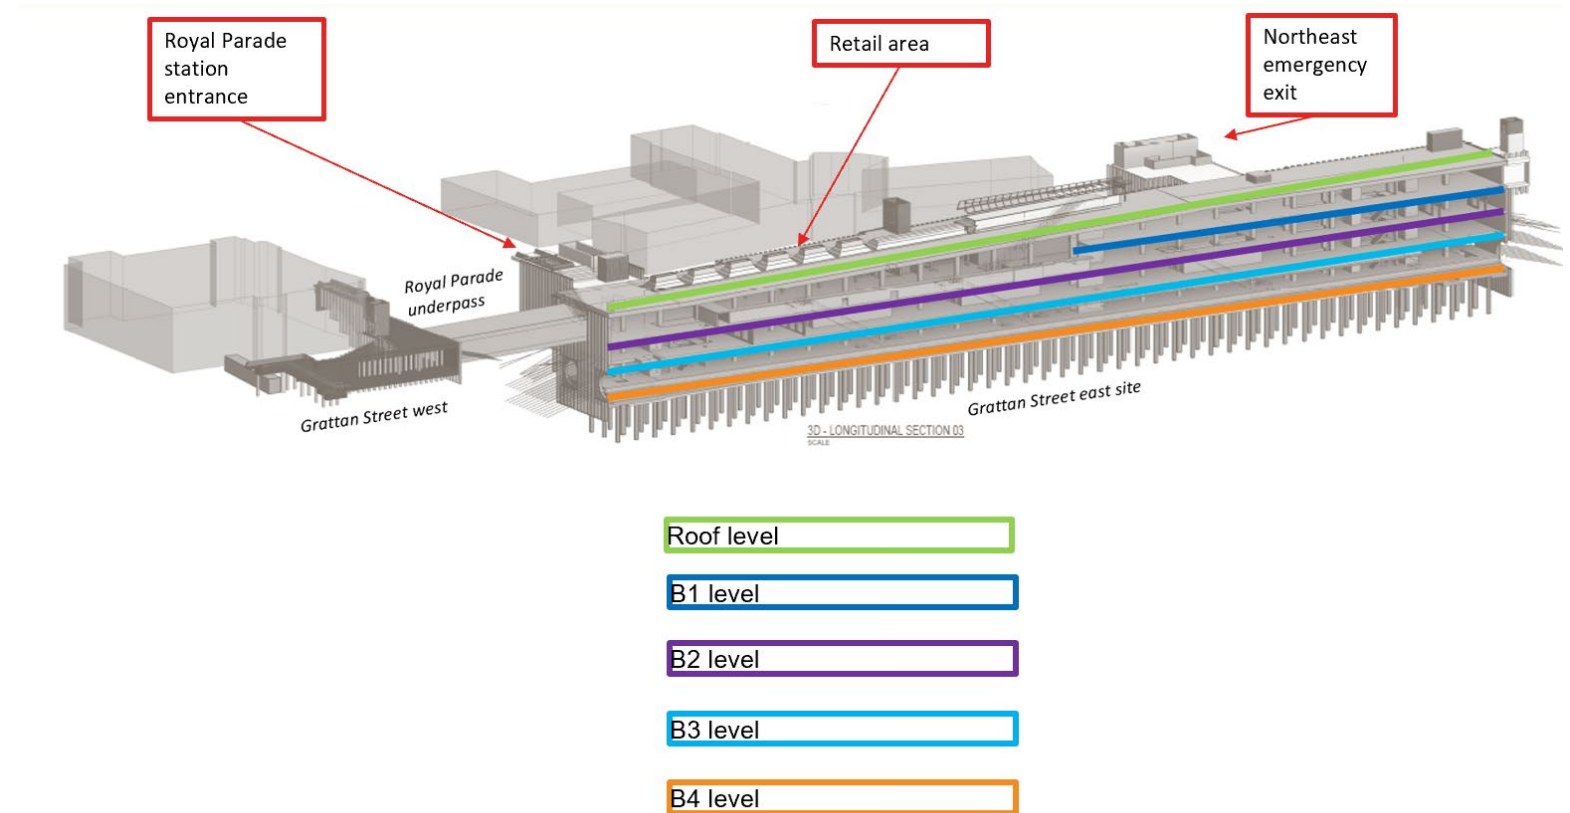 Royal Parade
station
entrance
Retail area
Northeast
emergency
exit
Royal Parade
underpass
Grattan Street west
Grattan Street east site
3D - LONGITUDINAL SECTION 03
SCALE
Roof level
B1 level
B2 level
B3 level
B4 level